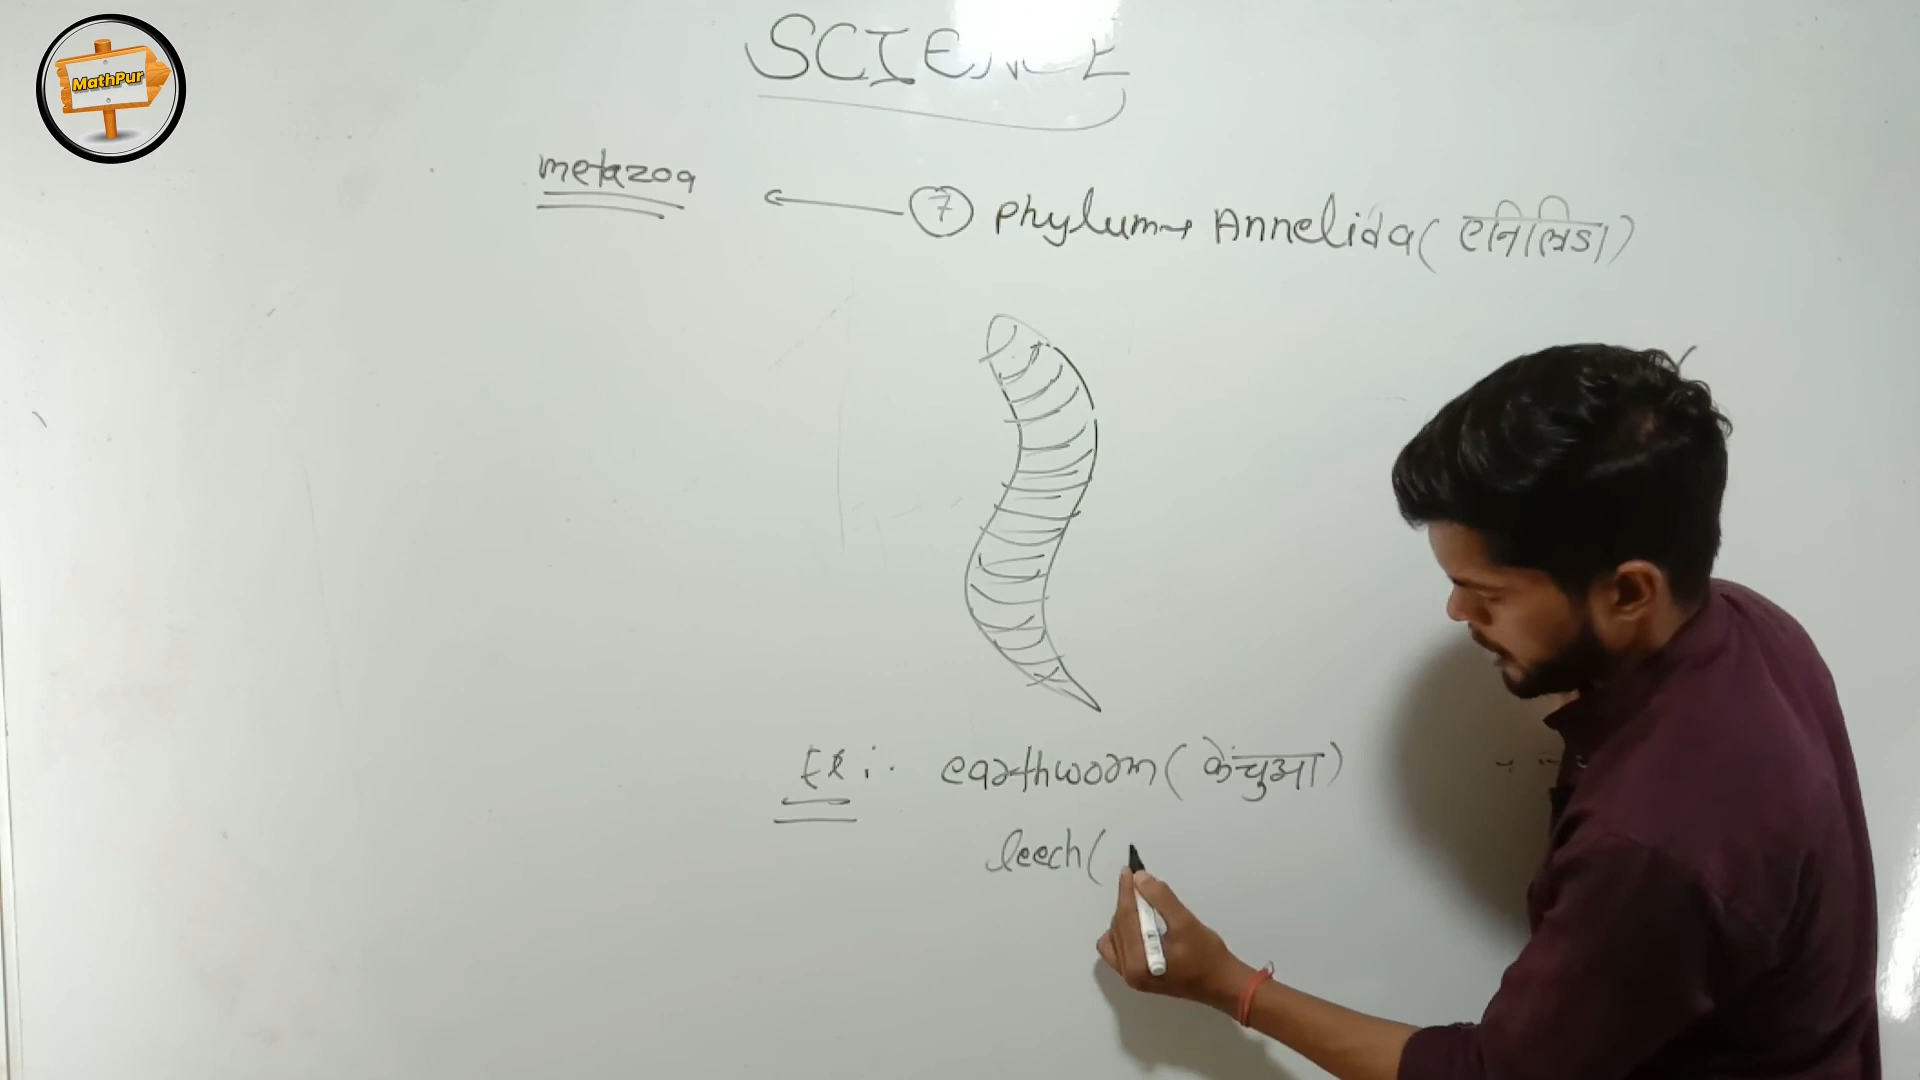 MathPur
SCIENCE
metazoa ← ⑦ Phylum → Annelida ( एनिलिडा )
Ex :- earthworm ( केंचुआ )
leech (